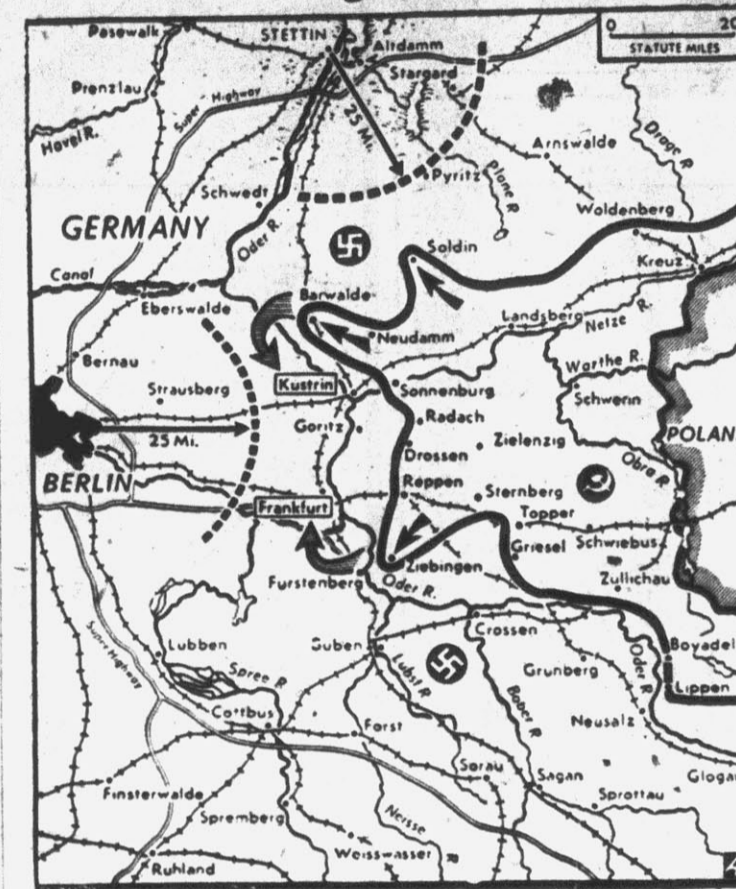 Pasewalk
STETTIN
Altdamm
0 20
STATUTE MILES
Stargard
Prenzlau
Super Highway
25 Mi.
Havel R.
Arnswalde
Drage R
Pyritz
Plane R
Schwedt
Woldenberg
GERMANY
Oder R.
Soldin
Kreuz
Canal
Barwalde
Eberswalde
Landsberg
Netze R.
Neudamm
Bernau
Warthe R.
Kustrin
Strausberg
Sonnenburg
Schwerin
Radach
25 Mi.
Goritz
Zielenzig
POLAN
Drossen
Obra R
BERLIN
Reppen
Sternberg
Frankfurt
Topper
Griesel
Schwiebus
Ziebingen
Furstenberg
Oder R.
Zullichau
Super Highway
Crossen
Lubben
Guben
Boyadel
Lubst R
Spree R
Grunberg
Oder R
Lippen
Bober R
Cottbus
Forst
Neusalz
Sorau
Sagan
Glogau
Finsterwalde
Sprottau
Spremberg
Neisse R
Weisswasser
Ruhland